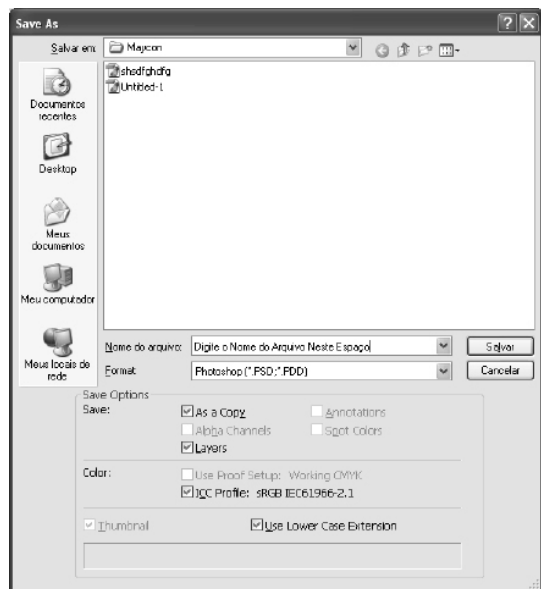 Save As
Salvar em: Maycon
shsdfghdfg
Untitled-1
Documentos
recentes
Desktop
Meus
documentos
Meu computador
Meus locais de
rede
Nome do arquivo: Digite o Nome do Arquivo Neste Espaço Salvar
Format: Photoshop (*.PSD;*.PDD) Cancelar
Save Options
Save: As a Copy Annotations
Alpha Channels Spot Colors
Layers
Color: Use Proof Setup: Working CMYK
ICC Profile: sRGB IEC61966-2.1
Thumbnail Use Lower Case Extension